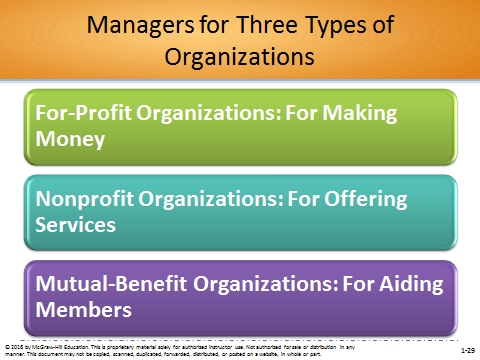 Managers for Three Types of
Organizations
For-Profit Organizations: For Making
Money
Nonprofit Organizations: For Offering
Services
Mutual-Benefit Organizations: For Aiding
Members
© 2016 by McGraw-Hill Education. This is proprietary material solely for authorized instructor use. Not authorized for sale or distribution in any
manner. This document may not be copied, scanned, duplicated, forwarded, distributed, or posted on a website, in whole or part.
1-29